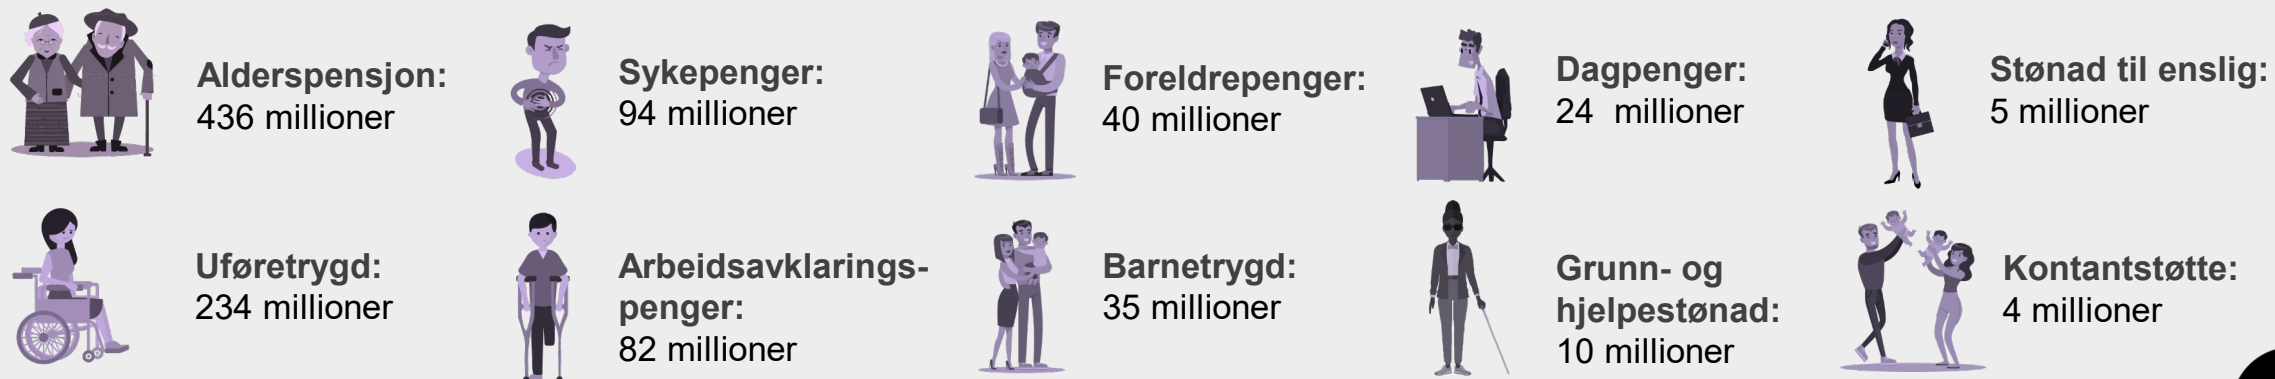 Alderspensjon:
436 millioner
Sykepenger:
94 millioner
Foreldrepenger:
40 millioner
Dagpenger:
24  millioner
Stønad til enslig:
5 millioner
Uføretrygd:
234 millioner
Arbeidsavklarings-
penger:
82 millioner
Barnetrygd:
35 millioner
Grunn- og
hjelpestønad:
10 millioner
Kontantstøtte:
4 millioner